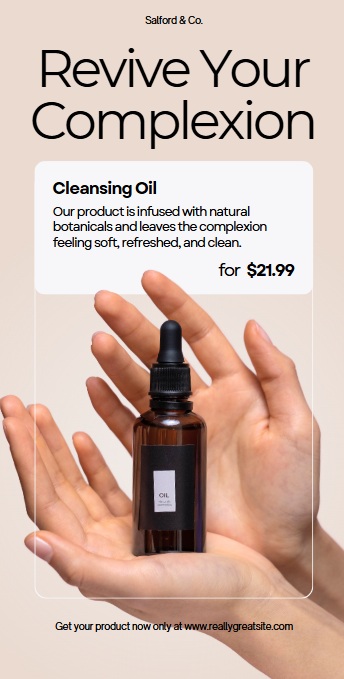 Salford & Co.
Revive Your
Complexion
Cleansing Oil
Our product is infused with natural
botanicals and leaves the complexion
feeling soft, refreshed, and clean.
for $21.99
OIL
Get your product now only at www.reallygreatsite.com